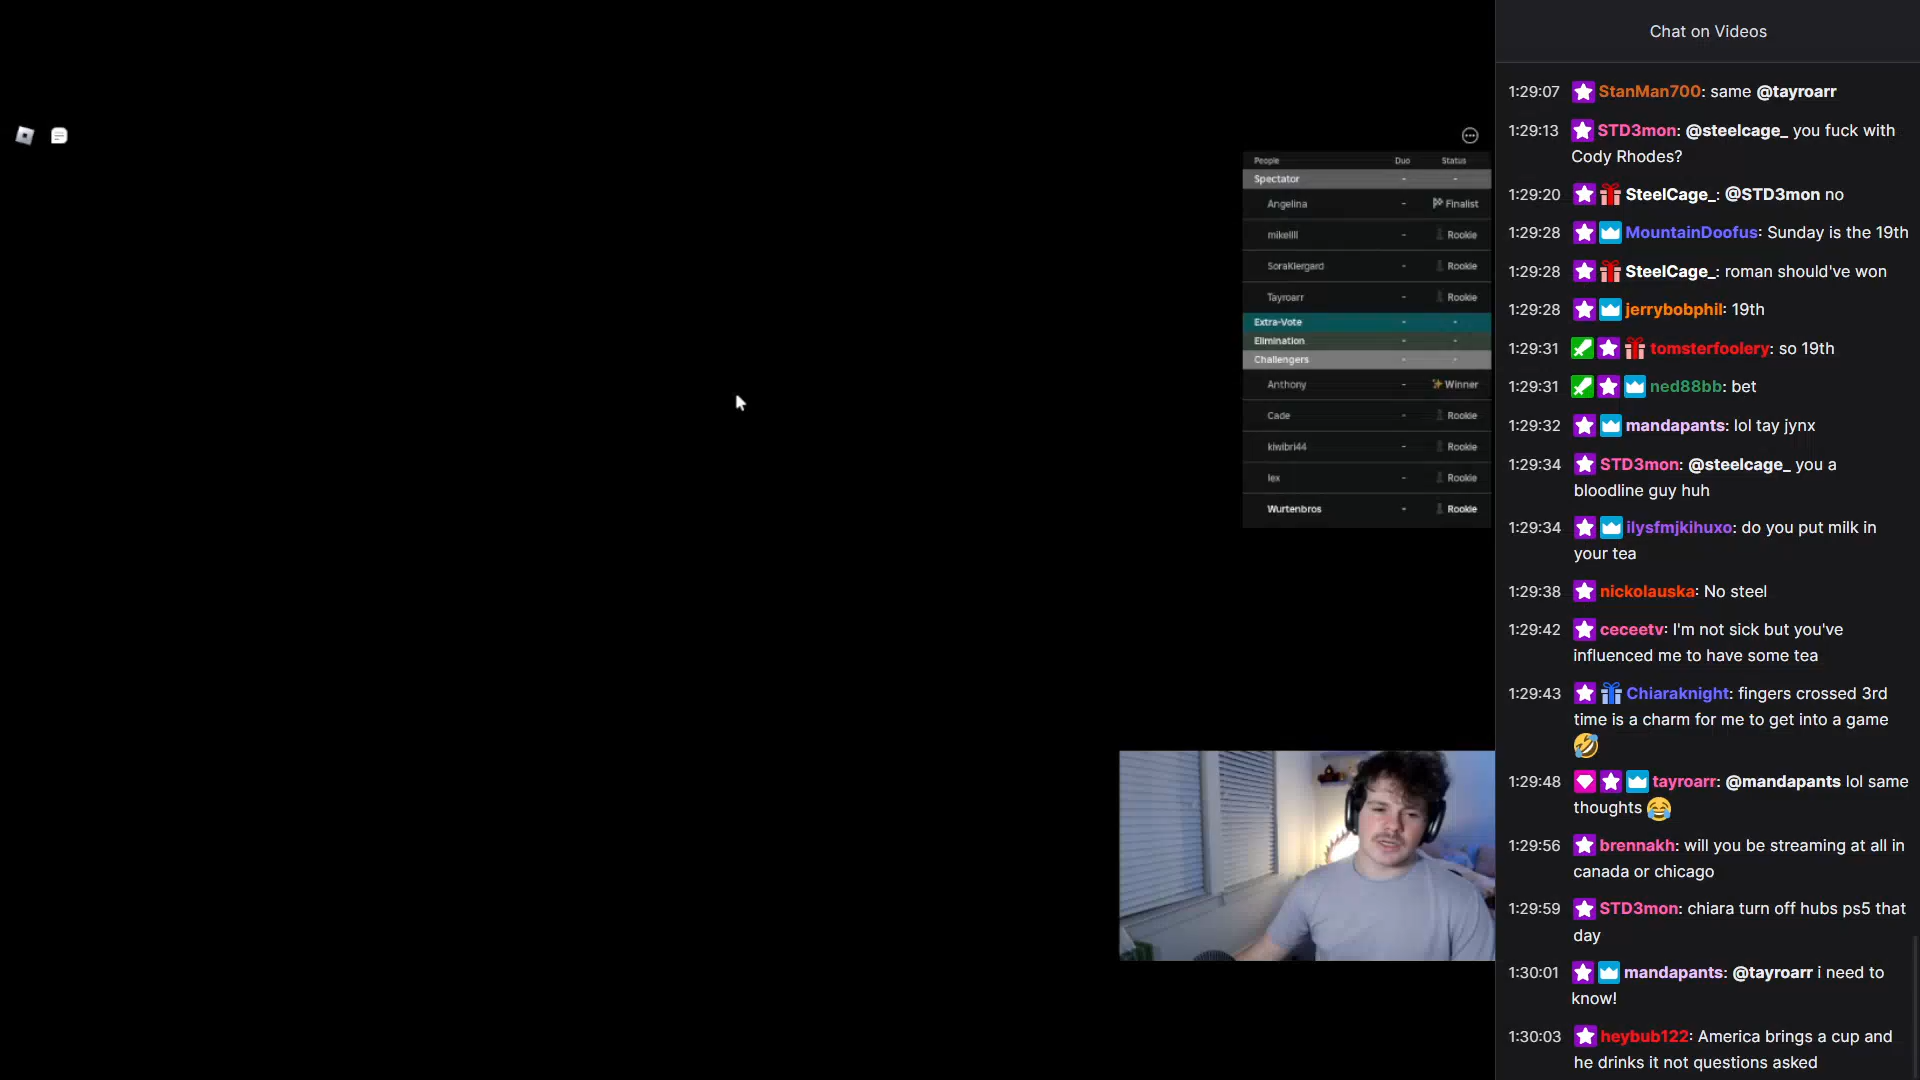 Chat on Videos
1:29:07 StanMan700: same @tayroarr
1:29:13 STD3mon: @steelcage_ you fuck with
Cody Rhodes?
1:29:20 SteelCage_: @STD3mon no
1:29:28 MountainDoofus: Sunday is the 19th
1:29:28 SteelCage_: roman should've won
1:29:28 jerrybobphil: 19th
1:29:31 tomsterfoolery: so 19th
1:29:31 ned88bb: bet
1:29:32 mandapants: lol tay jynx
1:29:34 STD3mon: @steelcage_ you a
bloodline guy huh
1:29:34 ilysfmjkihuxo: do you put milk in
your tea
1:29:38 nickolauska: No steel
1:29:42 ceceetv: I'm not sick but you've
influenced me to have some tea
1:29:43 Chiaraknight: fingers crossed 3rd
time is a charm for me to get into a game
🤣
1:29:48 tayroarr: @mandapants lol same
thoughts 😂
1:29:56 brennakh: will you be streaming at all in
canada or chicago
1:29:59 STD3mon: chiara turn off hubs ps5 that
day
1:30:01 mandapants: @tayroarr i need to
know!
1:30:03 heybub122: America brings a cup and
he drinks it not questions asked
People Duo Status
Spectator - -
Angelina - Finalist
mikellll - Rookie
SoraKlergard - Rookie
Tayroarr - Rookie
Extra-Vote - -
Elimination - -
Challengers - -
Anthony - Winner
Cade - Rookie
kiwibri44 - Rookie
lex - Rookie
Wurtenbros - Rookie